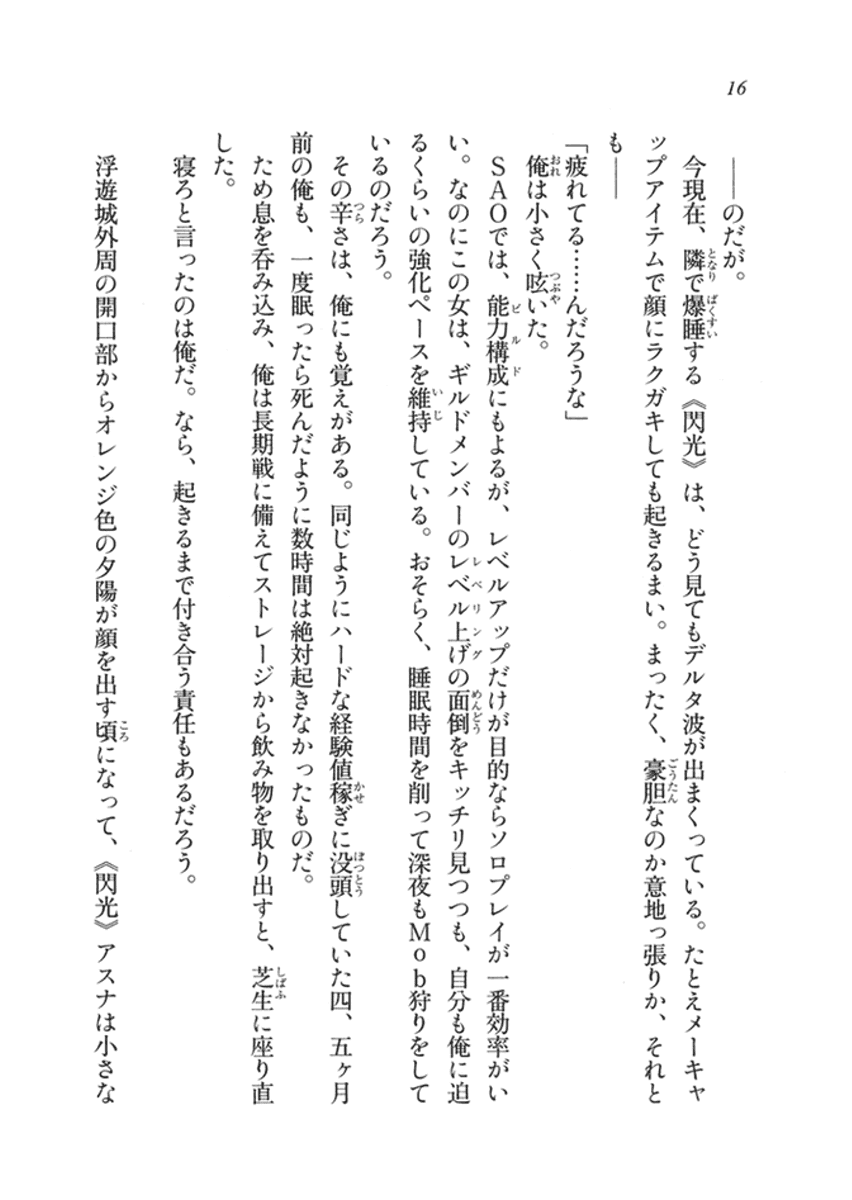 16
――のだが。
今現在、隣で爆睡する《閃光》は、どう見てもデルタ波が出まくっている。たとえメーキャ
ップアイテムで顔にラクガキしても起きるまい。まったく、豪胆なのか意地っ張りか、それと
も――
「疲れてる……んだろうな」
俺は小さく呟いた。
ＳＡＯでは、能力構成にもよるが、レベルアップだけが目的ならソロプレイが一番効率がい
い。なのにこの女は、ギルドメンバーのレベル上げの面倒をキッチリ見つつも、自分も俺に迫
るくらいの強化ペースを維持している。おそらく、睡眠時間を削って深夜もＭｏｂ狩りをして
いるのだろう。
その辛さは、俺にも覚えがある。同じようにハードな経験値稼ぎに没頭していた四、五ヶ月
前の俺も、一度眠ったら死んだように数時間は絶対起きなかったものだ。
ため息を呑み込み、俺は長期戦に備えてストレージから飲み物を取り出すと、芝生に座り直
した。
寝ろと言ったのは俺だ。なら、起きるまで付き合う責任もあるだろう。
浮遊城外周の開口部からオレンジ色の夕陽が顔を出す頃になって、《閃光》アスナは小さな